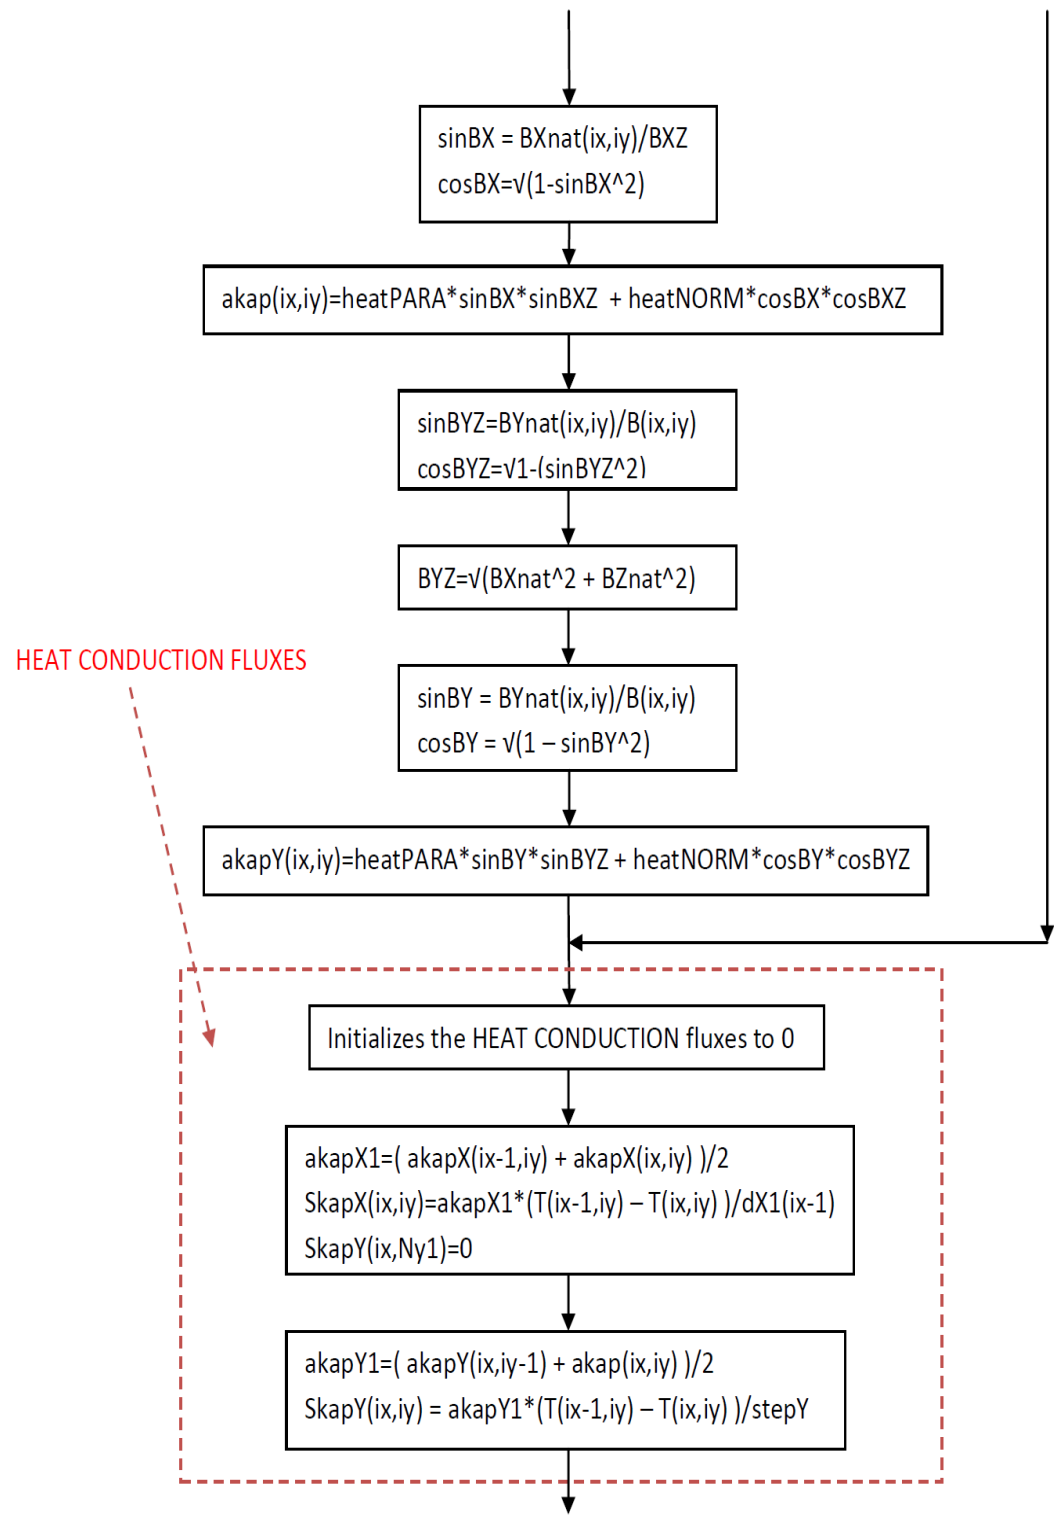 sinBX = BXnat(ix,iy)/BXZ
cosBX=√(1-sinBX^2)
akap(ix,iy)=heatPARA*sinBX*sinBXZ + heatNORM*cosBX*cosBXZ
sinBYZ=BYnat(ix,iy)/B(ix,iy)
cosBYZ=√1-(sinBYZ^2)
BYZ=√(BXnat^2 + BZnat^2)
HEAT CONDUCTION FLUXES
sinBY = BYnat(ix,iy)/B(ix,iy)
cosBY = √(1 – sinBY^2)
akapY(ix,iy)=heatPARA*sinBY*sinBYZ + heatNORM*cosBY*cosBYZ
Initializes the HEAT CONDUCTION fluxes to 0
akapX1=( akapX(ix-1,iy) + akapX(ix,iy) )/2
SkapX(ix,iy)=akapX1*(T(ix-1,iy) – T(ix,iy) )/dX1(ix-1)
SkapY(ix,Ny1)=0
akapY1=( akapY(ix,iy-1) + akap(ix,iy) )/2
SkapY(ix,iy) = akapY1*(T(ix-1,iy) – T(ix,iy) )/stepY